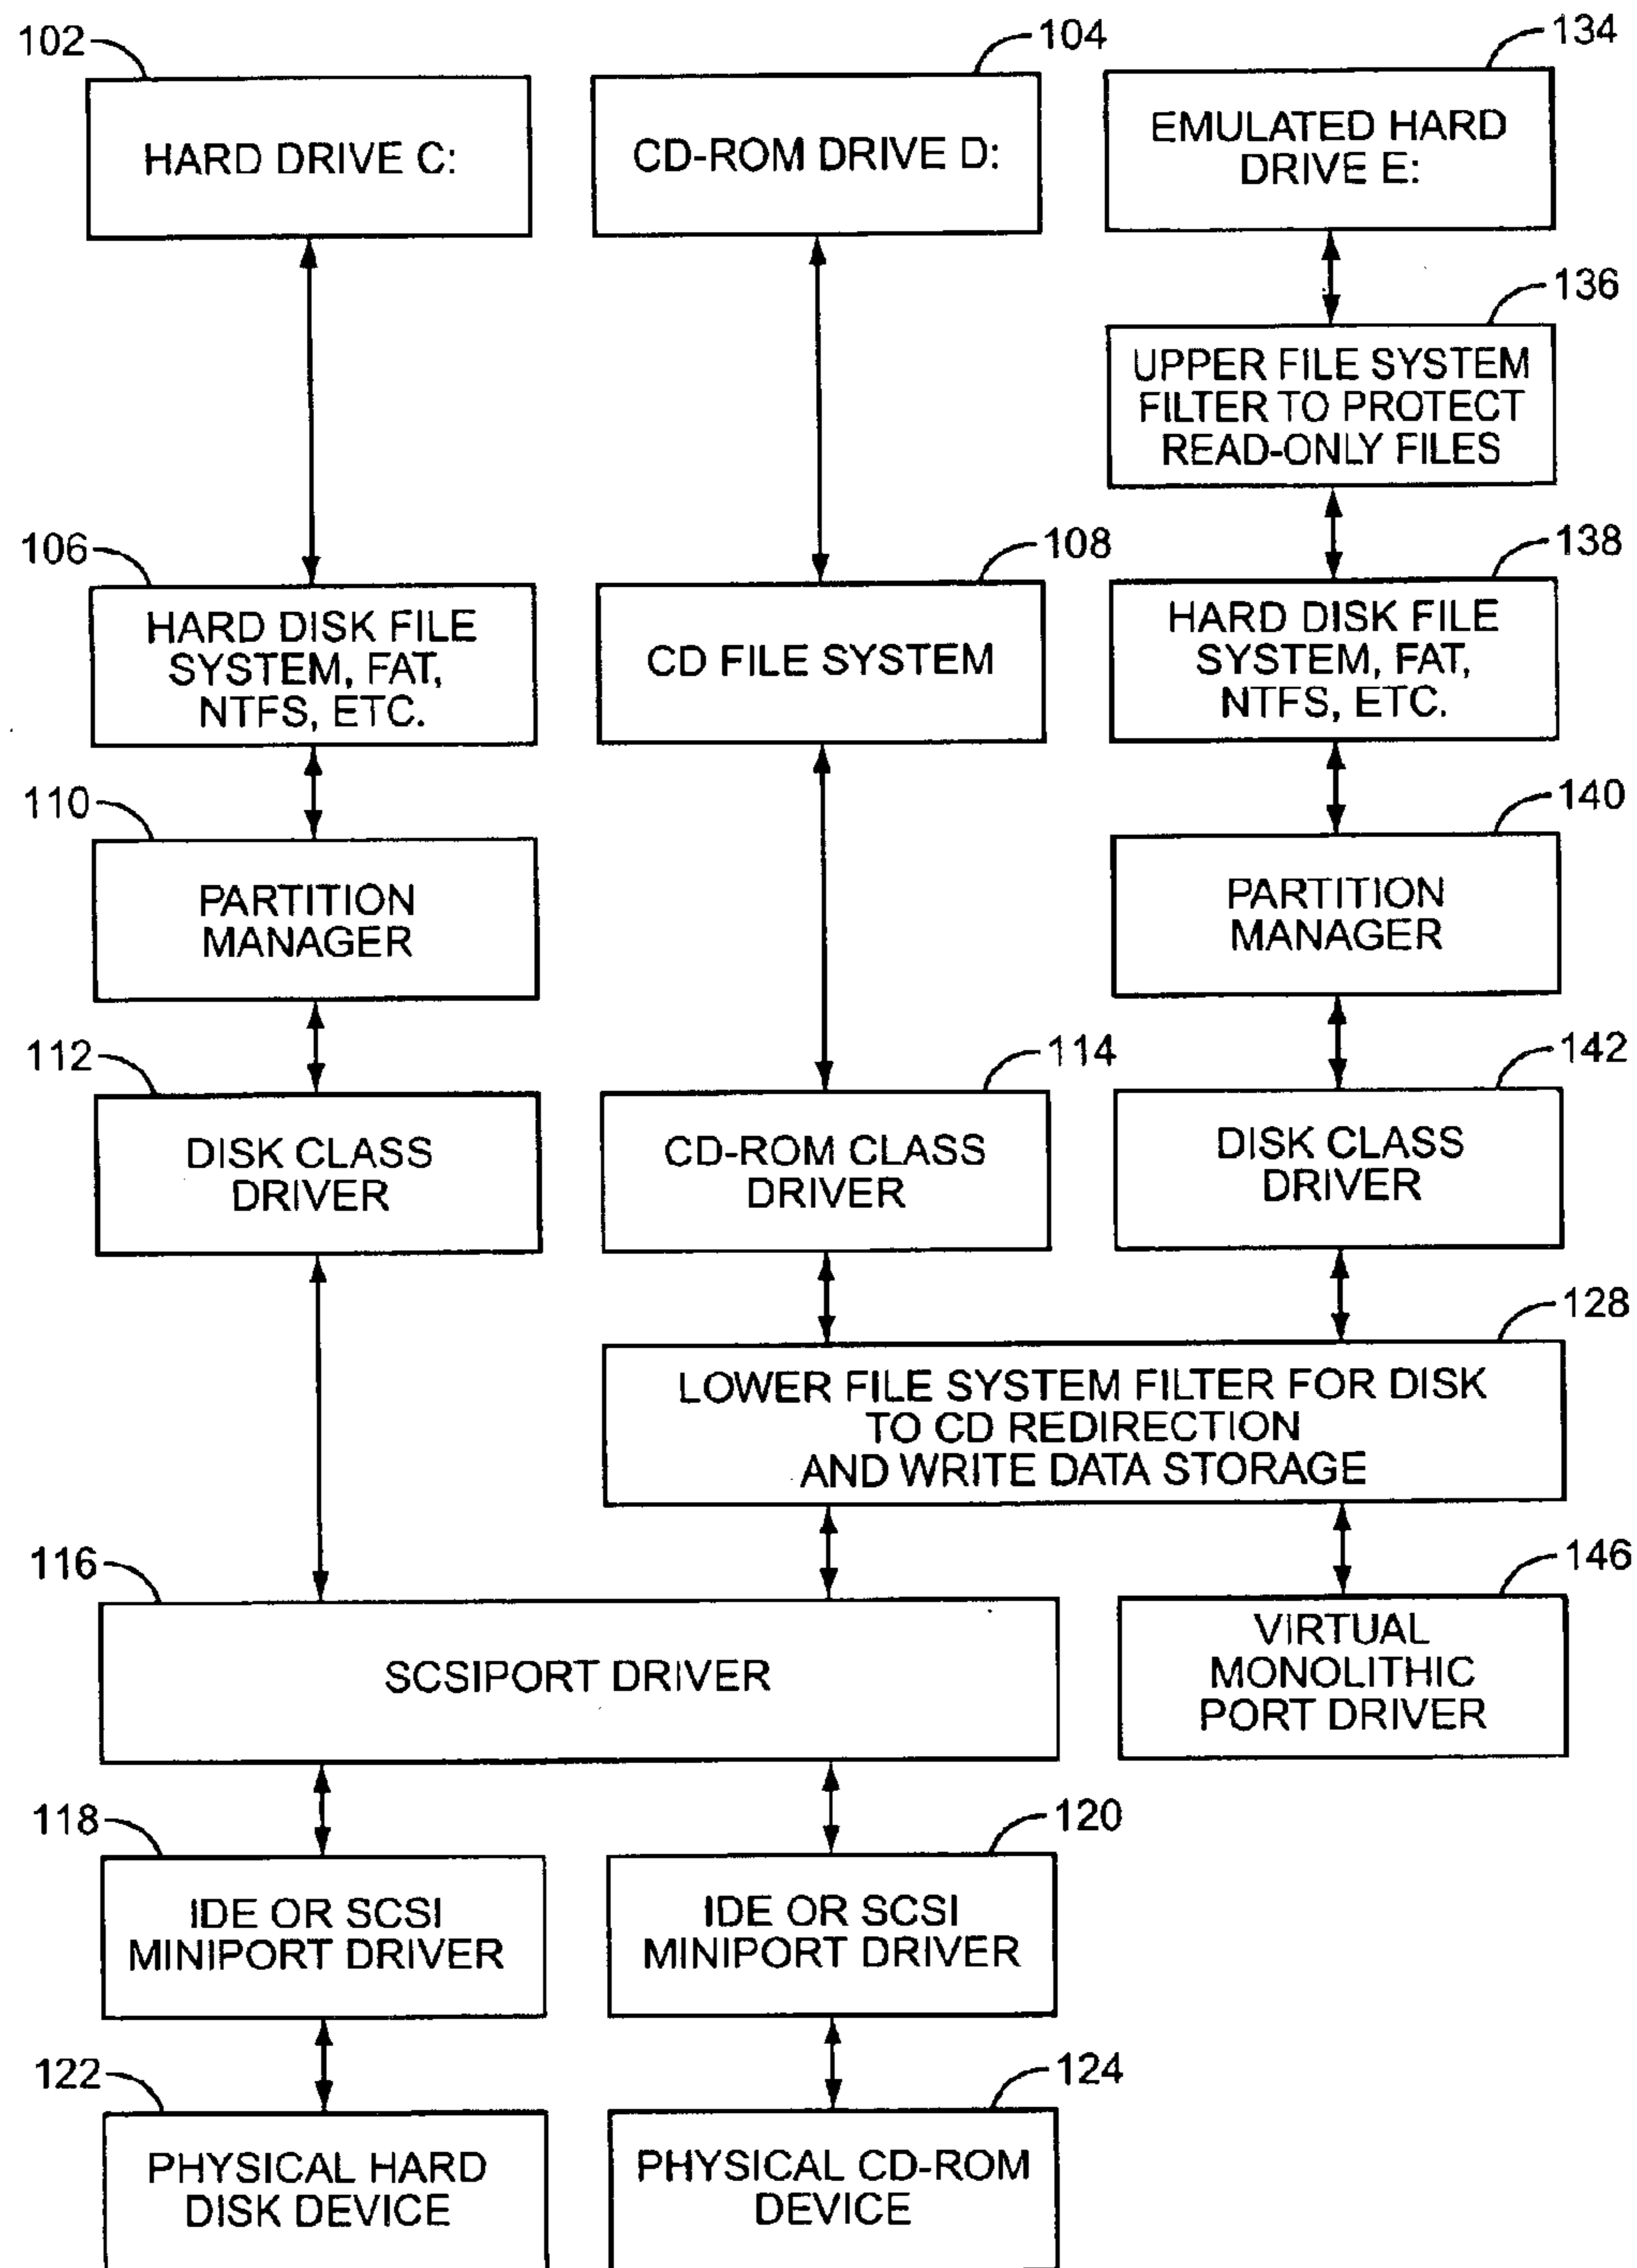 102
104
134
HARD DRIVE C:
CD-ROM DRIVE D:
EMULATED HARD
DRIVE E:
136
UPPER FILE SYSTEM
FILTER TO PROTECT
READ-ONLY FILES
106
108
138
HARD DISK FILE
SYSTEM, FAT,
NTFS, ETC.
CD FILE SYSTEM
HARD DISK FILE
SYSTEM, FAT,
NTFS, ETC.
110
140
PARTITION
MANAGER
PARTITION
MANAGER
112
114
142
DISK CLASS
DRIVER
CD-ROM CLASS
DRIVER
DISK CLASS
DRIVER
128
LOWER FILE SYSTEM FILTER FOR DISK
TO CD REDIRECTION
AND WRITE DATA STORAGE
116
146
SCSIPORT DRIVER
VIRTUAL
MONOLITHIC
PORT DRIVER
118
120
IDE OR SCSI
MINIPORT DRIVER
IDE OR SCSI
MINIPORT DRIVER
122
124
PHYSICAL HARD
DISK DEVICE
PHYSICAL CD-ROM
DEVICE